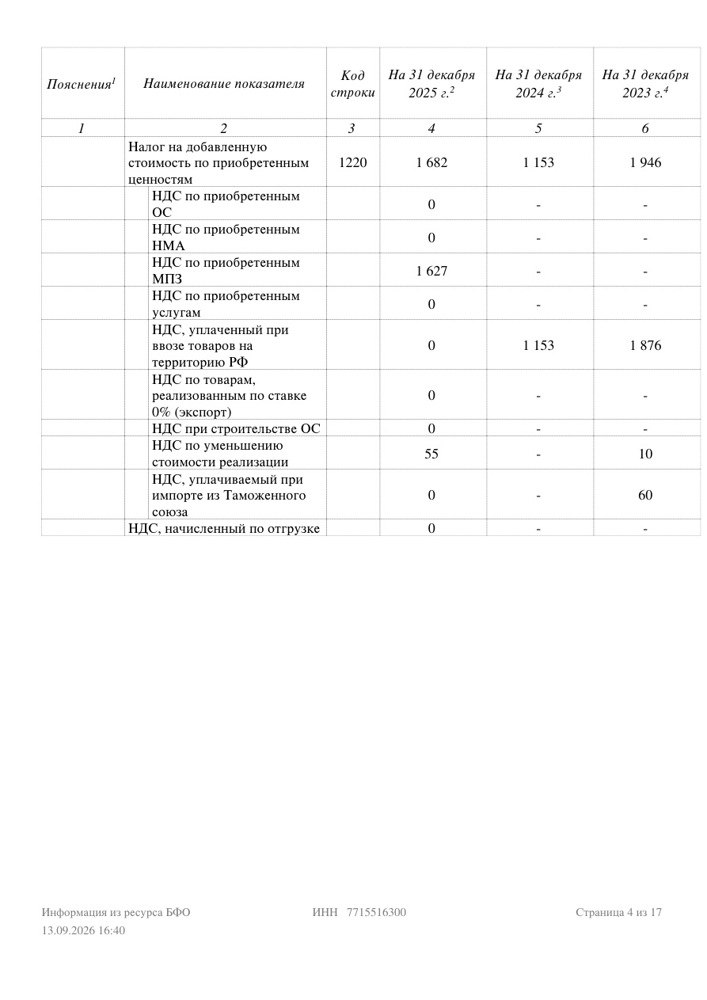 Пояснения1
Наименование показателя
Код
строки
На 31 декабря
2025 г.2
На 31 декабря
2024 г.3
На 31 декабря
2023 г.4
1 2 3 4 5 6
Налог на добавленную
стоимость по приобретенным
ценностям
1220 1 682 1 153 1 946
НДС по приобретенным
ОС
0 - -
НДС по приобретенным
НМА
0 - -
НДС по приобретенным
МПЗ
1 627 - -
НДС по приобретенным
услугам
0 - -
НДС, уплаченный при
ввозе товаров на
территорию РФ
0 1 153 1 876
НДС по товарам,
реализованным по ставке
0% (экспорт)
0 - -
НДС при строительстве ОС 0 - -
НДС по уменьшению
стоимости реализации
55 - 10
НДС, уплачиваемый при
импорте из Таможенного
союза
0 - 60
НДС, начисленный по отгрузке 0 - -
Информация из ресурса БФО ИНН 7715516300 Страница 4 из 17
13.09.2026 16:40